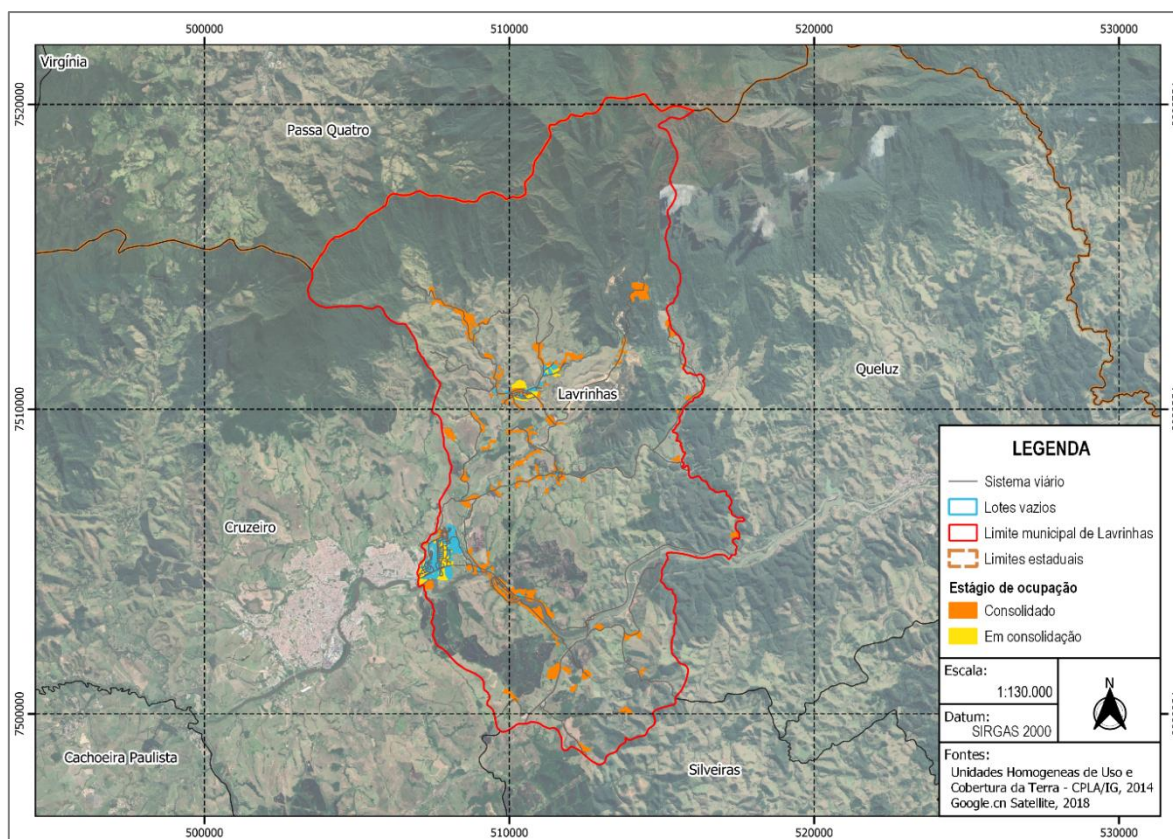 500000 510000 520000 530000
Virgínia
7520000
Passa Quatro
Queluz
Lavrinhas
7510000
LEGENDA
Sistema viário
Lotes vazios
Limite municipal de Lavrinhas
Limites estaduais
Estágio de ocupação
Consolidado
Em consolidação
Cruzeiro
Escala:
1:130.000
N
Datum:
SIRGAS 2000
Fontes:
Unidades Homogeneas de Uso e
Cobertura da Terra - CPLA/IG, 2014
Google.cn Satellite, 2018
7500000
Cachoeira Paulista
Silveiras
500000 510000 520000 530000